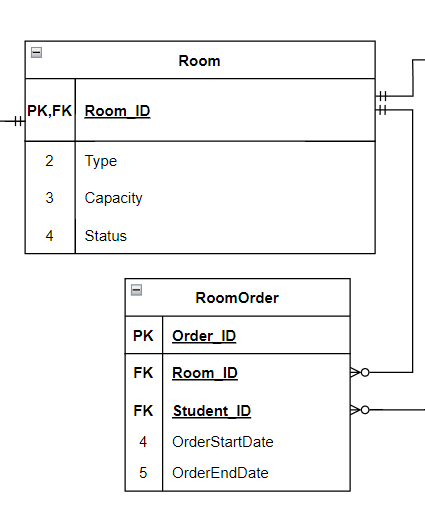 Room
PK,FK Room_ID
2 Type
3 Capacity
4 Status
RoomOrder
PK Order_ID
FK Room_ID
FK Student_ID
4 OrderStartDate
5 OrderEndDate